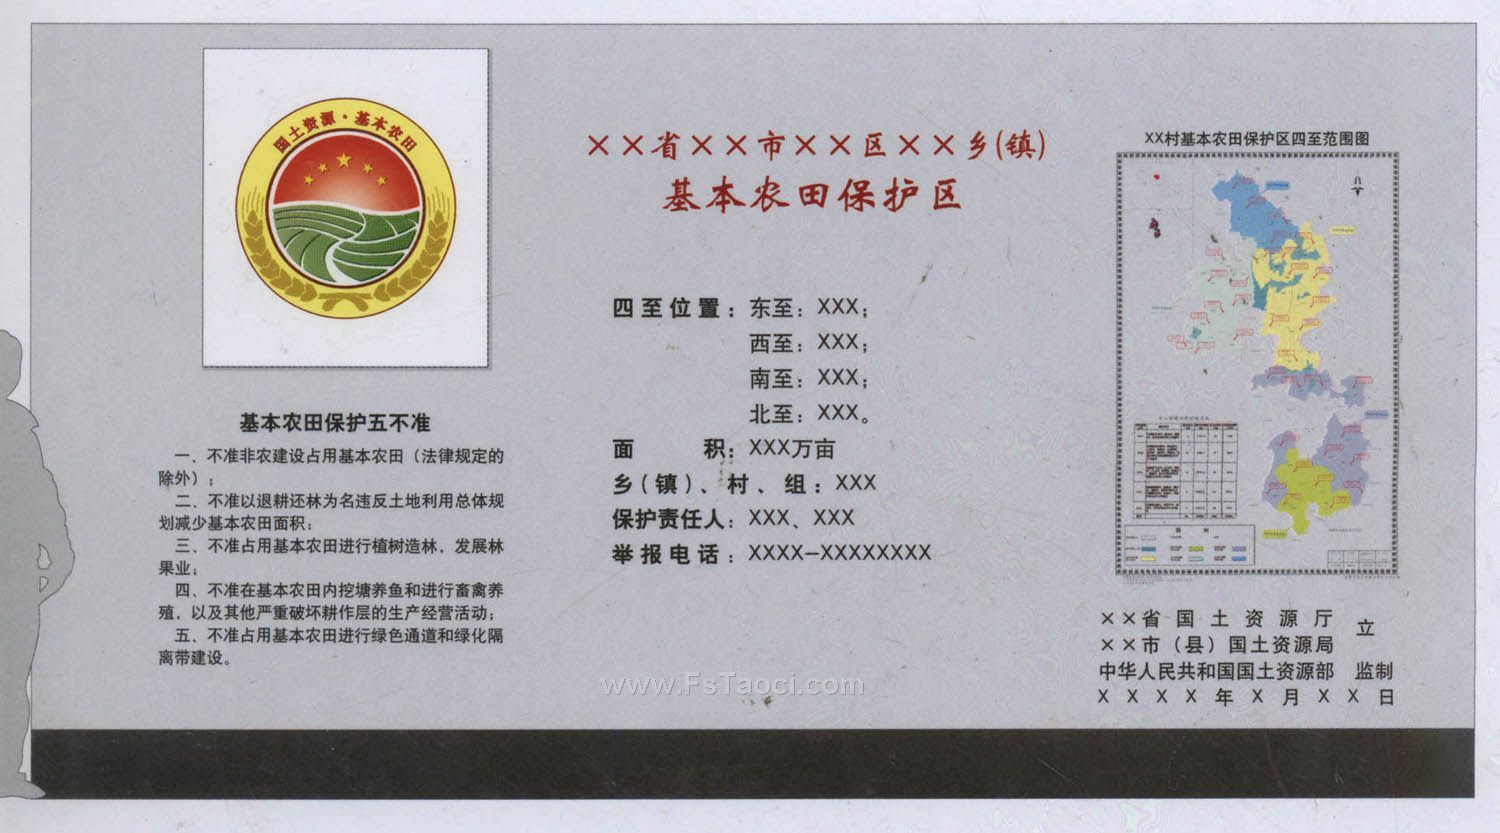 国土资源·基本农田
基本农田保护五不准
一、不准非农建设占用基本农田（法律规定的
除外）；
二、不准以退耕还林为名违反土地利用总体规
划减少基本农田面积；
三、不准占用基本农田进行植树造林，发展林
果业；
四、不准在基本农田内挖塘养鱼和进行畜禽养
殖，以及其他严重破坏耕作层的生产经营活动；
五、不准占用基本农田进行绿色通道和绿化隔
离带建设。
××省××市××区××乡(镇)
基本农田保护区
四至位置：东至：XXX；
西至：XXX；
南至：XXX；
北至：XXX。
面积：XXX万亩
乡(镇)、村、组：XXX
保护责任人：XXX、XXX
举报电话：XXXX-XXXXXXXX
XX村基本农田保护区四至范围图
北
××省国土资源厅 立
××市（县）国土资源局
中华人民共和国国土资源部 监制
XXXX年X月XX日
www.FsTaoci.com